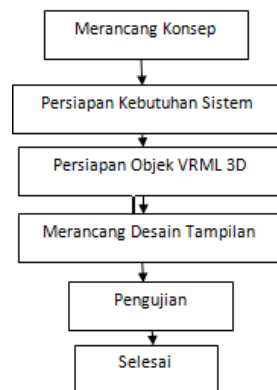 Merancang Konsep
Persiapan Kebutuhan Sistem
Persiapan Objek VRML 3D
Merancang Desain Tampilan
Pengujian
Selesai